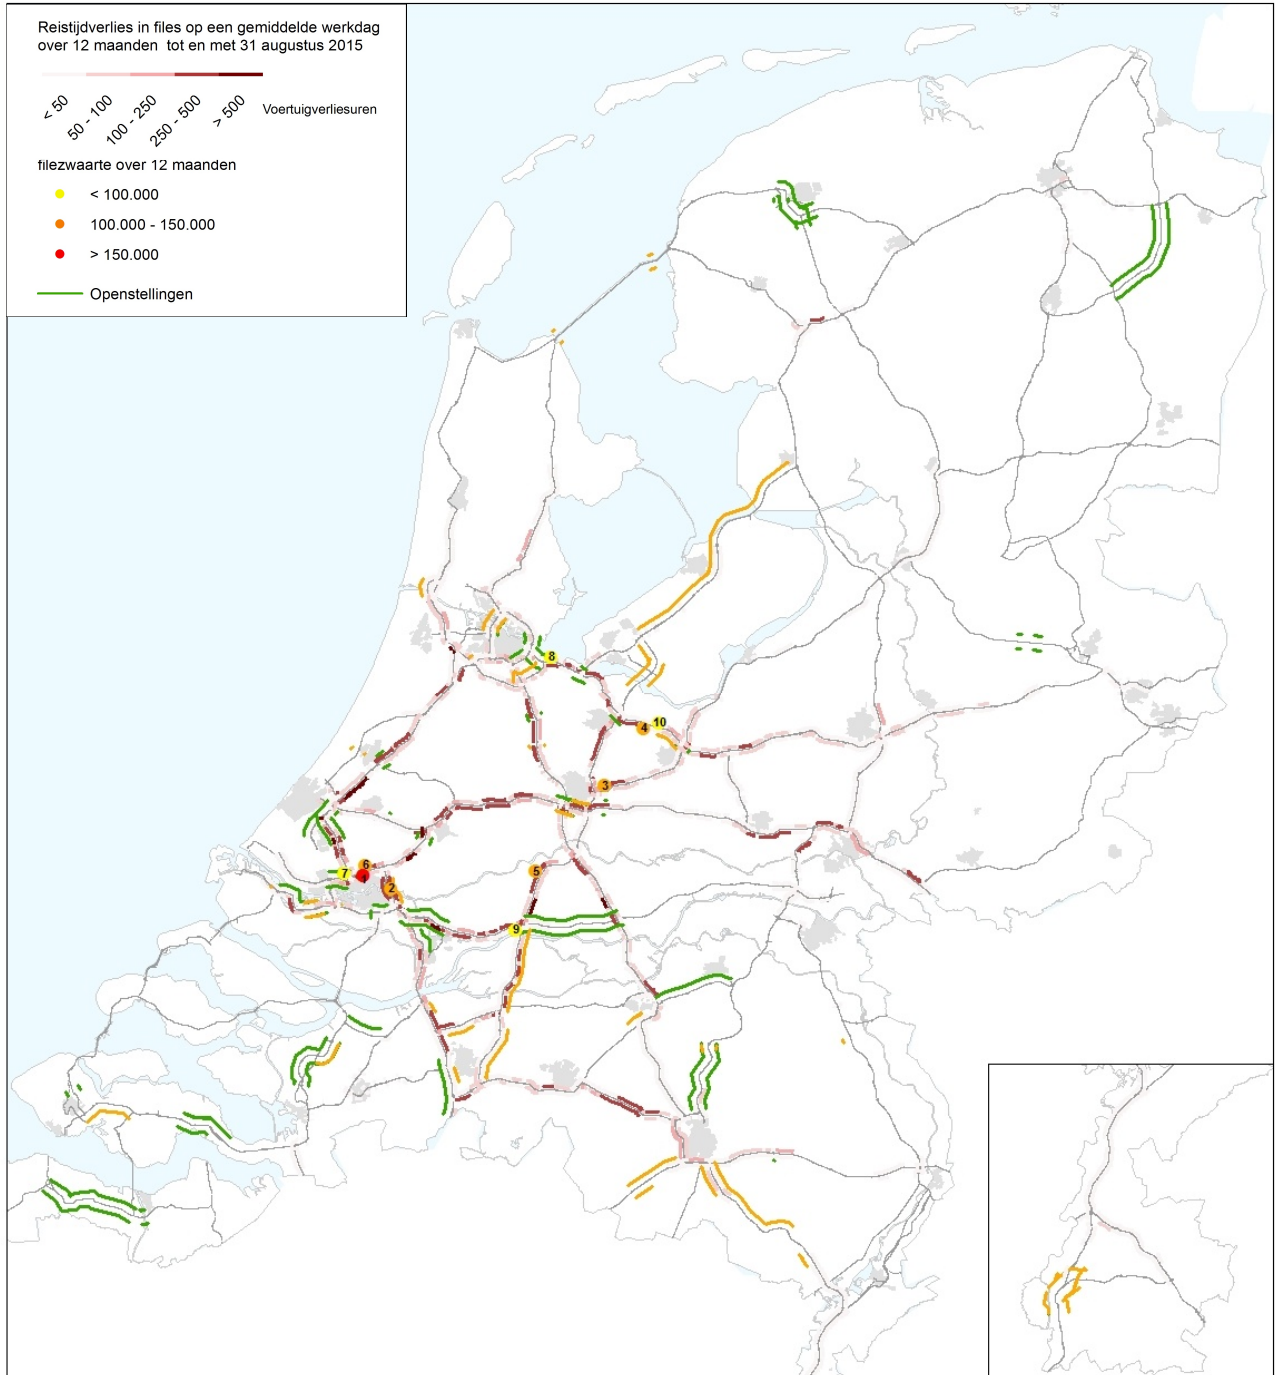 Reistijdverlies in files op een gemiddelde werkdag
over 12 maanden tot en met 31 augustus 2015
< 50
50 - 100
100 - 250
250 - 500
> 500
Voertuigverliesuren
filezwaarte over 12 maanden
< 100.000
100.000 - 150.000
> 150.000
Openstellingen
8
10
4
3
6
7
1
2
5
9